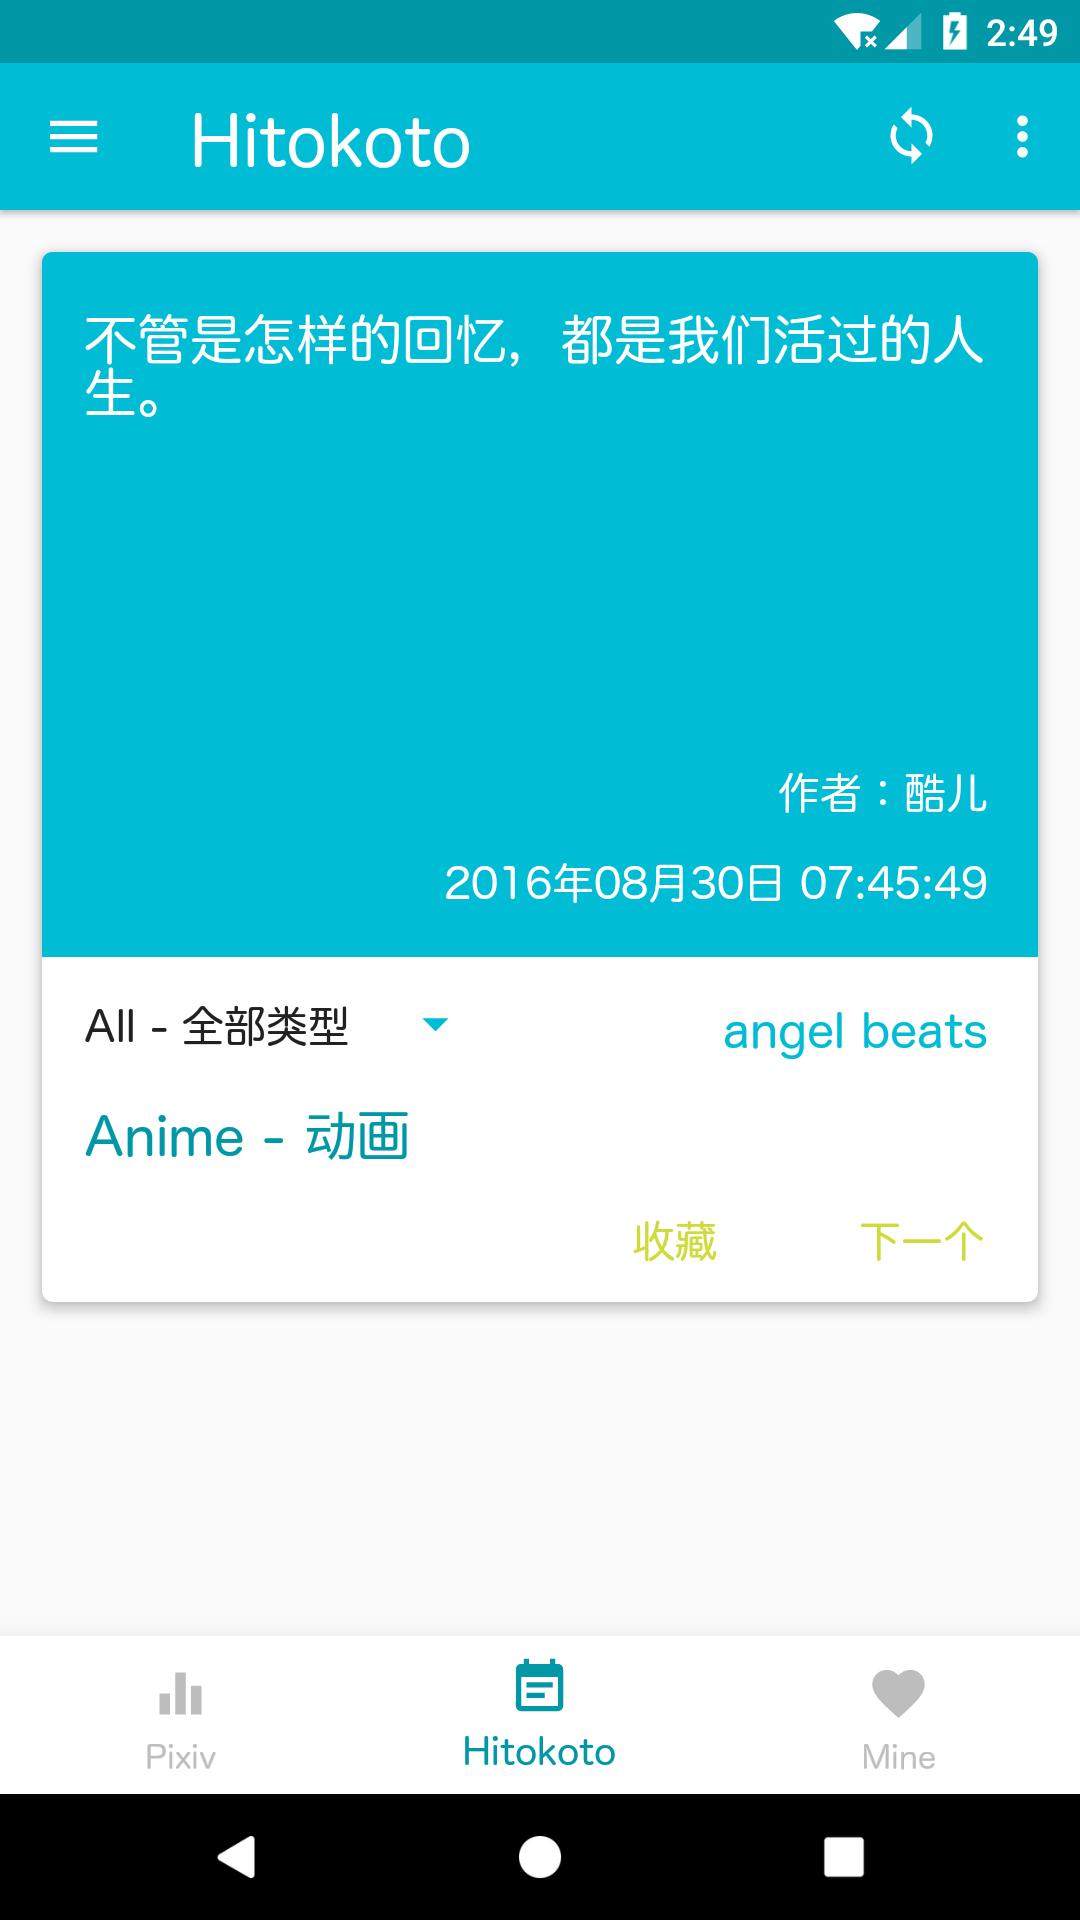 2:49
Hitokoto
不管是怎样的回忆，都是我们活过的人
生。
作者：酷儿
2016年08月30日 07:45:49
All - 全部类型
angel beats
Anime - 动画
收藏 下一个
Pixiv Hitokoto Mine